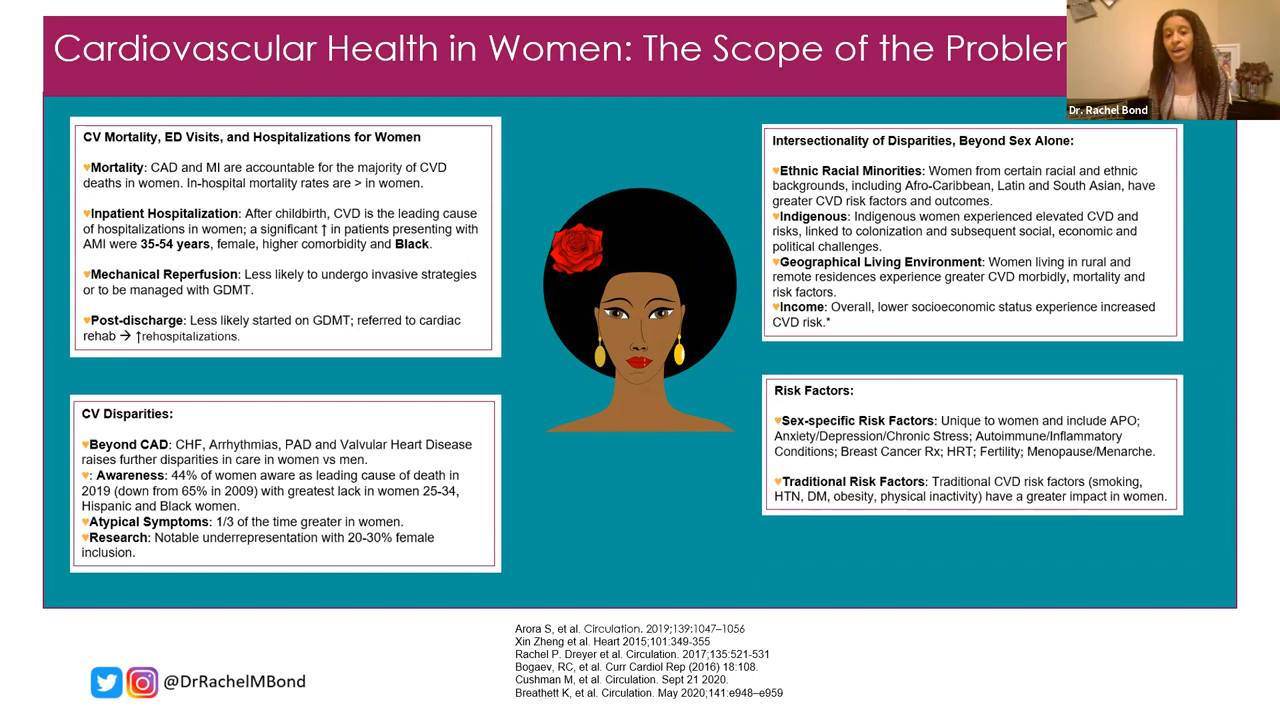 Cardiovascular Health in Women: The Scope of the Problem
Dr. Rachel Bond
CV Mortality, ED Visits, and Hospitalizations for Women
♥Mortality: CAD and MI are accountable for the majority of CVD
deaths in women. In-hospital mortality rates are > in women.
♥Inpatient Hospitalization: After childbirth, CVD is the leading cause
of hospitalizations in women; a significant ↑ in patients presenting with
AMI were 35-54 years, female, higher comorbidity and Black.
♥Mechanical Reperfusion: Less likely to undergo invasive strategies
or to be managed with GDMT.
♥Post-discharge: Less likely started on GDMT; referred to cardiac
rehab → ↑rehospitalizations.
CV Disparities:
♥Beyond CAD: CHF, Arrhythmias, PAD and Valvular Heart Disease
raises further disparities in care in women vs men.
♥: Awareness: 44% of women aware as leading cause of death in
2019 (down from 65% in 2009) with greatest lack in women 25-34,
Hispanic and Black women.
♥Atypical Symptoms: 1/3 of the time greater in women.
♥Research: Notable underrepresentation with 20-30% female
inclusion.
Intersectionality of Disparities, Beyond Sex Alone:
♥Ethnic Racial Minorities: Women from certain racial and ethnic
backgrounds, including Afro-Caribbean, Latin and South Asian, have
greater CVD risk factors and outcomes.
♥Indigenous: Indigenous women experienced elevated CVD and
risks, linked to colonization and subsequent social, economic and
political challenges.
♥Geographical Living Environment: Women living in rural and
remote residences experience greater CVD morbidly, mortality and
risk factors.
♥Income: Overall, lower socioeconomic status experience increased
CVD risk.*
Risk Factors:
♥Sex-specific Risk Factors: Unique to women and include APO;
Anxiety/Depression/Chronic Stress; Autoimmune/Inflammatory
Conditions; Breast Cancer Rx; HRT; Fertility; Menopause/Menarche.
♥Traditional Risk Factors: Traditional CVD risk factors (smoking,
HTN, DM, obesity, physical inactivity) have a greater impact in women.
Arora S, et al. Circulation. 2019;139:1047–1056
Xin Zheng et al. Heart 2015;101:349-355
Rachel P. Dreyer et al. Circulation. 2017;135:521-531
Bogaev, RC, et al. Curr Cardiol Rep (2016) 18:108.
Cushman M, et al. Circulation. Sept 21 2020.
Breathett K, et al. Circulation. May 2020;141:e948–e959
@DrRachelMBond